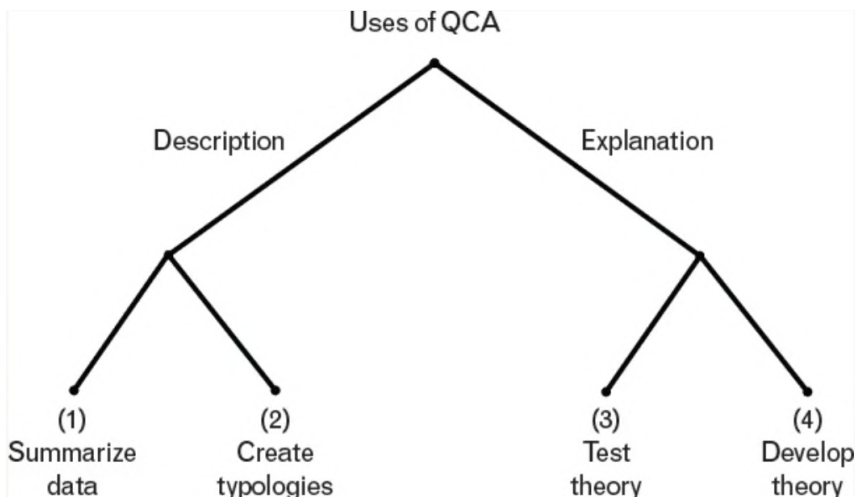 Uses of QCA
Description
Explanation
(1)
Summarize
data
(2)
Create
typologies
(3)
Test
theory
(4)
Develop
theory